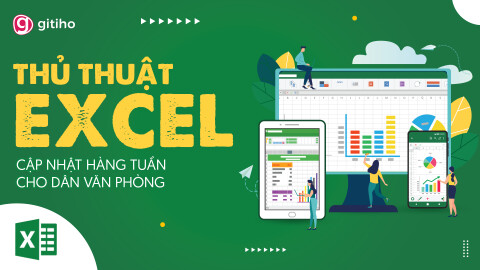 gitiho
THỦ THUẬT
EXCEL
CẬP NHẬT HÀNG TUẦN
CHO DÂN VĂN PHÒNG
X